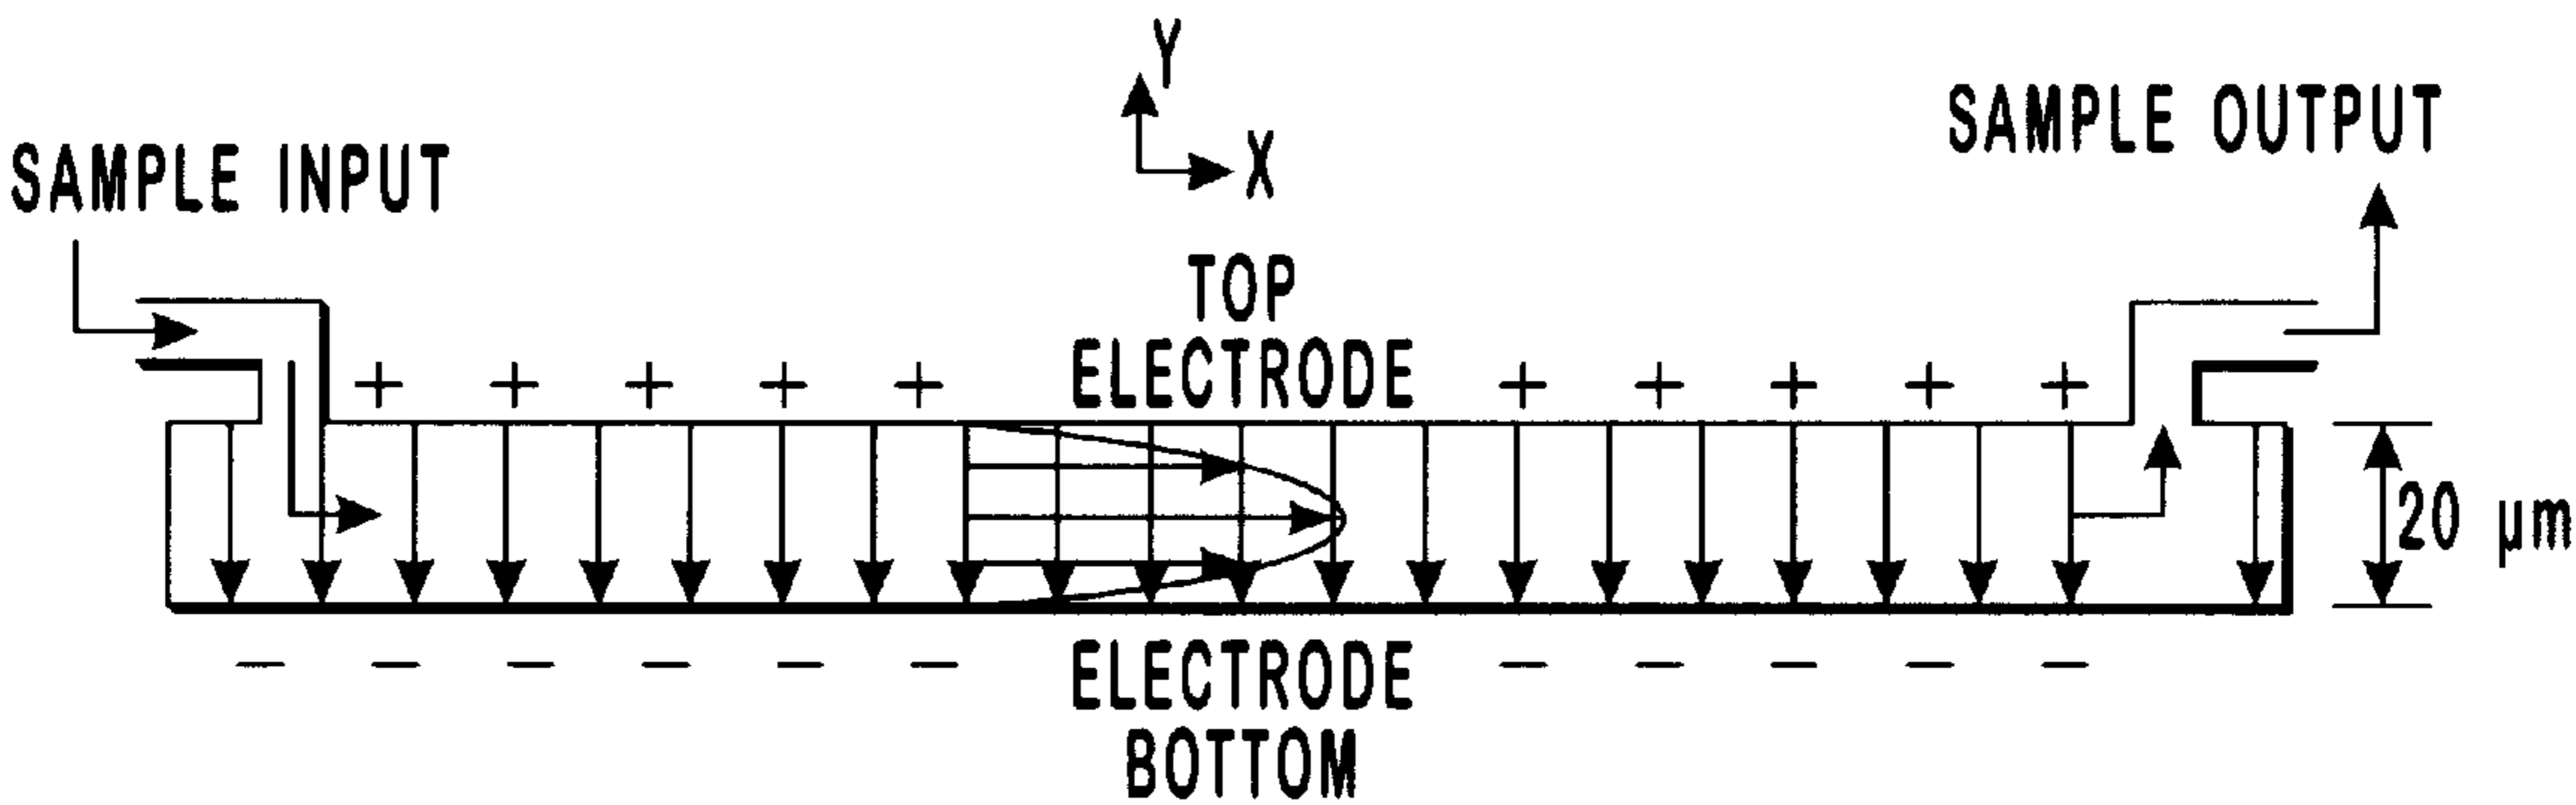 Y
X
SAMPLE INPUT
SAMPLE OUTPUT
TOP
ELECTRODE
+ + + + + + + + + +
20 μm
- - - - - - - - - - -
ELECTRODE
BOTTOM